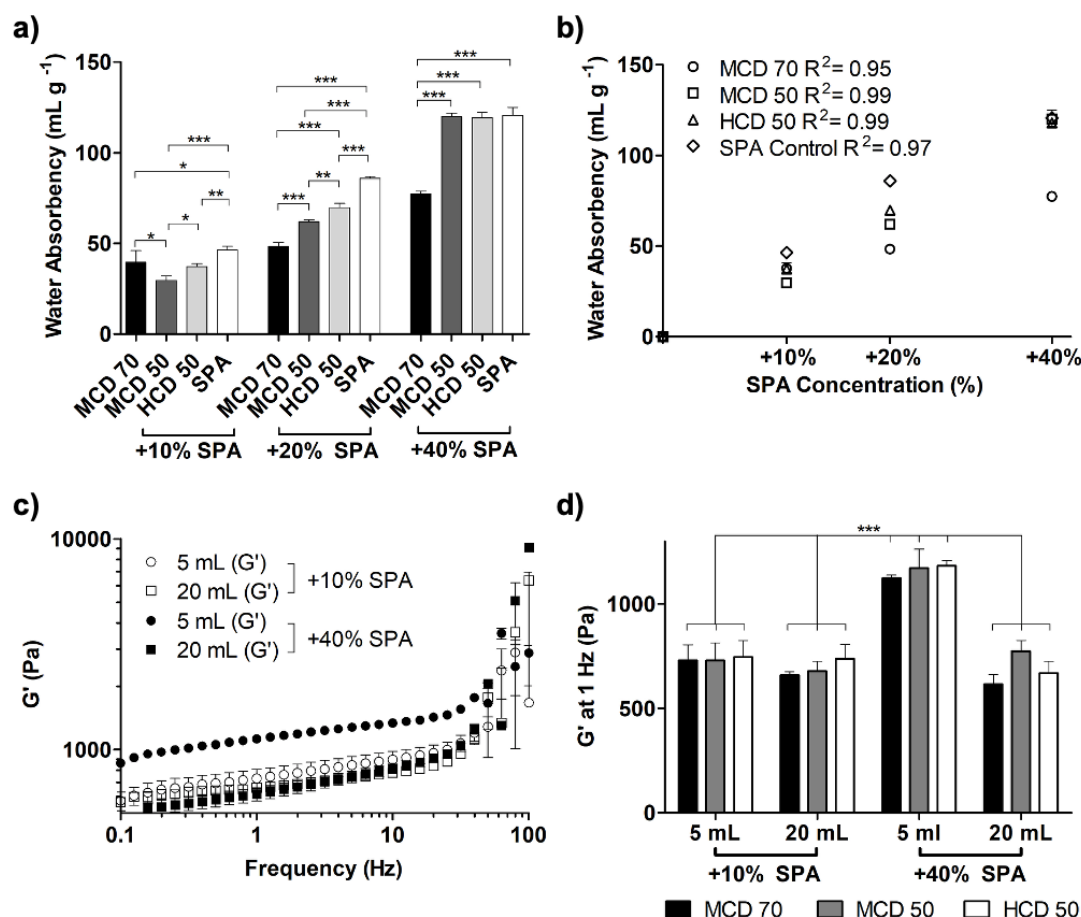 a)
Water Absorbency (mL g -1)
150
100
50
0
***
*
*
*
**
***
***
***
***
**
***
***
***
***
MCD 70
MCD 50
HCD 50
SPA
MCD 70
MCD 50
HCD 50
SPA
MCD 70
MCD 50
HCD 50
SPA
+10% SPA
+20% SPA
+40% SPA
b)
Water Absorbency (mL g -1)
150
100
50
0
MCD 70 R2= 0.95
MCD 50 R2= 0.99
HCD 50 R2= 0.99
SPA Control R2= 0.97
+10%
+20%
+40%
SPA Concentration (%)
c)
G' (Pa)
10000
1000
5 mL (G')
20 mL (G')
+10% SPA
5 mL (G')
20 mL (G')
+40% SPA
0.1
1
10
100
Frequency (Hz)
d)
G' at 1 Hz (Pa)
1000
500
0
***
5 mL
20 mL
5 ml
20 mL
+10% SPA
+40% SPA
MCD 70
MCD 50
HCD 50